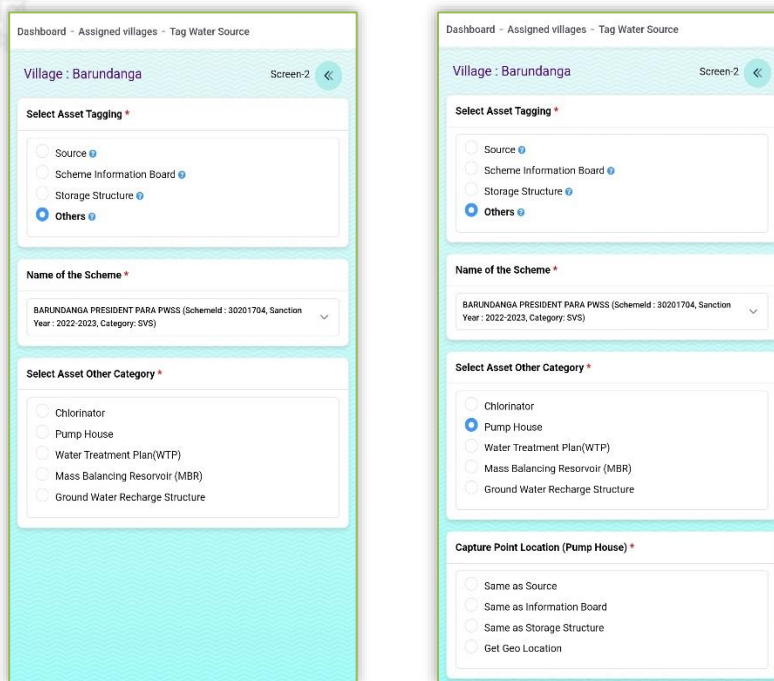 Dashboard - Assigned villages - Tag Water Source
Village : Barundanga
Screen-2
Select Asset Tagging *
Source
Scheme Information Board
Storage Structure
Others
Name of the Scheme *
BARUNDANGA PRESIDENT PARA PWSS (SchemeId : 30201704, Sanction
Year : 2022-2023, Category: SVS)
Select Asset Other Category *
Chlorinator
Pump House
Water Treatment Plan(WTP)
Mass Balancing Resorvoir (MBR)
Ground Water Recharge Structure
Dashboard - Assigned villages - Tag Water Source
Village : Barundanga
Screen-2
Select Asset Tagging *
Source
Scheme Information Board
Storage Structure
Others
Name of the Scheme *
BARUNDANGA PRESIDENT PARA PWSS (SchemeId : 30201704, Sanction
Year : 2022-2023, Category: SVS)
Select Asset Other Category *
Chlorinator
Pump House
Water Treatment Plan(WTP)
Mass Balancing Resorvoir (MBR)
Ground Water Recharge Structure
Capture Point Location (Pump House) *
Same as Source
Same as Information Board
Same as Storage Structure
Get Geo Location